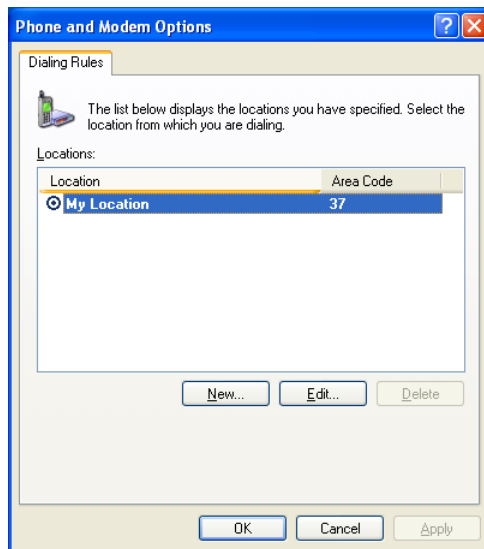 Phone and Modem Options
Dialing Rules
The list below displays the locations you have specified. Select the
location from which you are dialing.
Locations:
Location Area Code
My Location 37
New... Edit... Delete
OK Cancel Apply